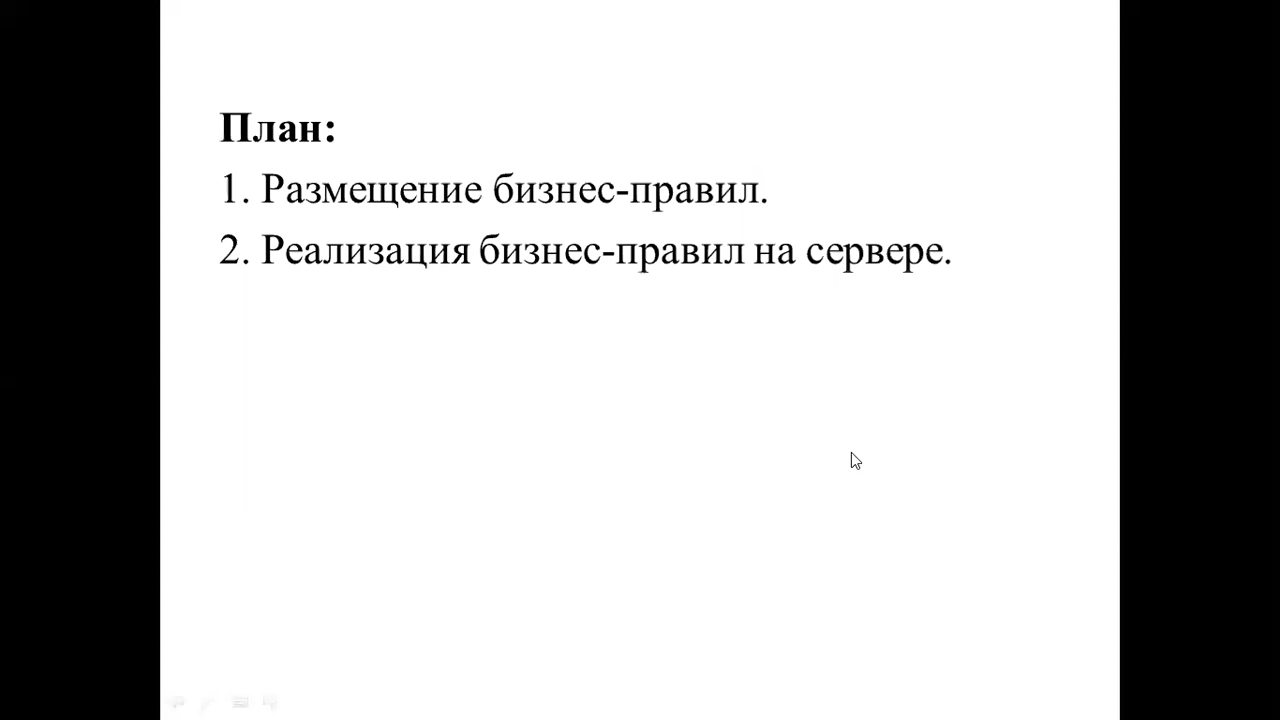 План:
1. Размещение бизнес-правил.
2. Реализация бизнес-правил на сервере.